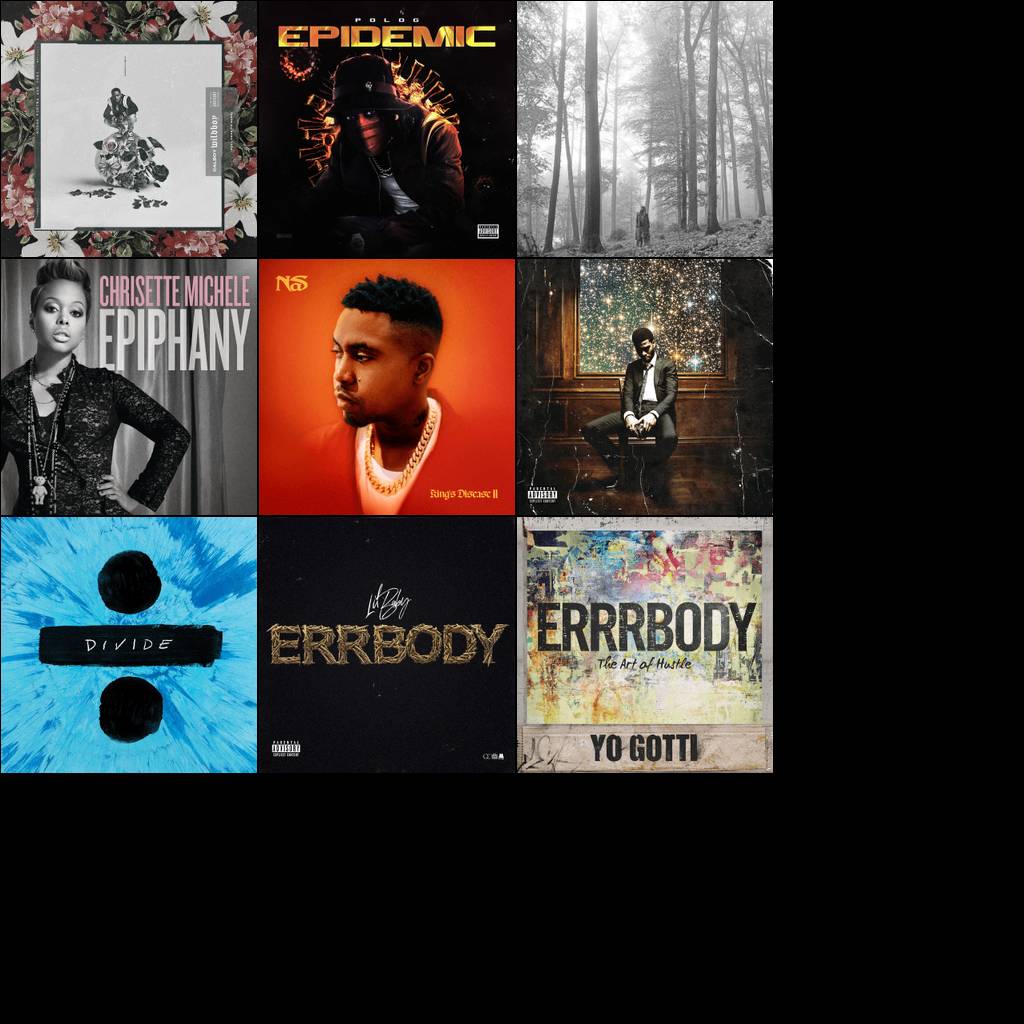 wildboy
POLO G
EPIDEMIC
PARENTAL
ADVISORY
EXPLICIT CONTENT
CHRISETTE MICHELE
EPIPHANY
NAS
King's Disease II
PARENTAL
ADVISORY
EXPLICIT CONTENT
DIVIDE
Lil Baby
ERRBODY
PARENTAL
ADVISORY
EXPLICIT CONTENT
ERRRBODY
The Art of Hustle
YO GOTTI